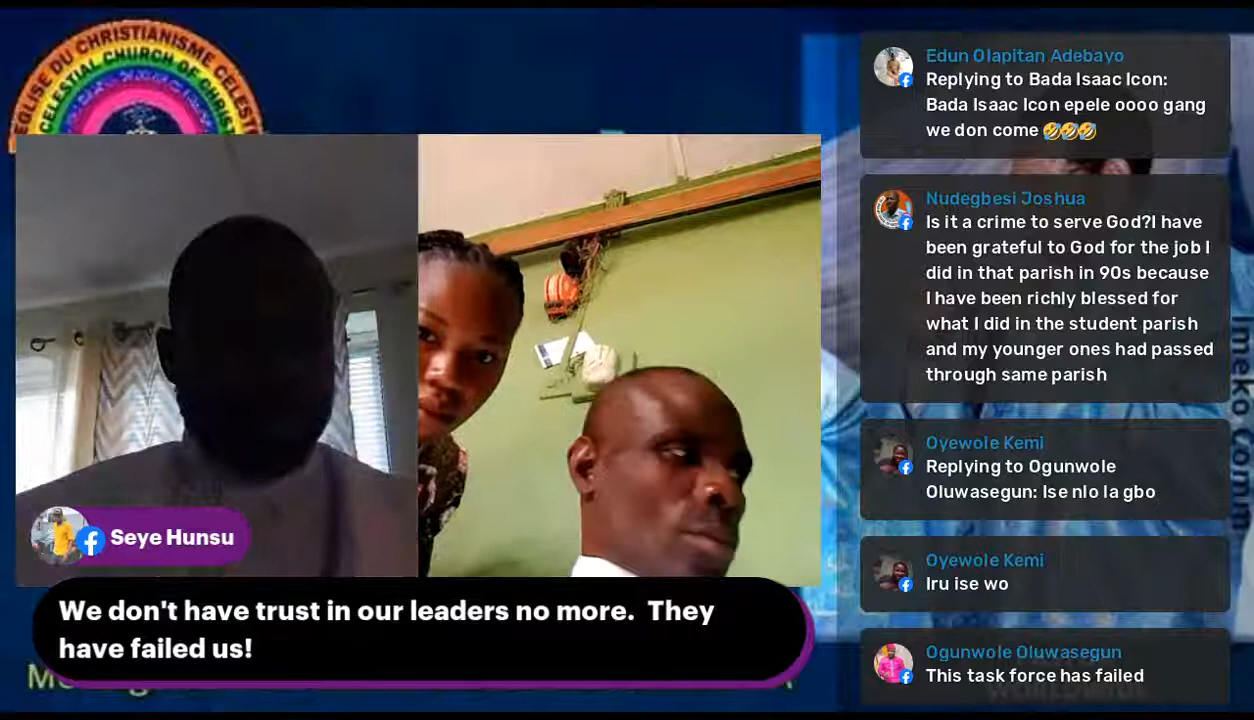 EGLISE DU CHRISTIANISME CELESTE
CELESTIAL CHURCH OF CHRIST
Seye Hunsu
We don't have trust in our leaders no more. They
have failed us!
Edun Olapitan Adebayo
Replying to Bada Isaac Icon:
Bada Isaac Icon epele oooo gang
we don come 🤣🤣🤣
Nudegbesi Joshua
Is it a crime to serve God?I have
been grateful to God for the job I
did in that parish in 90s because
I have been richly blessed for
what I did in the student parish
and my younger ones had passed
through same parish
Oyewole Kemi
Replying to Ogunwole
Oluwasegun: Ise nlo la gbo
Oyewole Kemi
Iru ise wo
Ogunwole Oluwasegun
This task force has failed